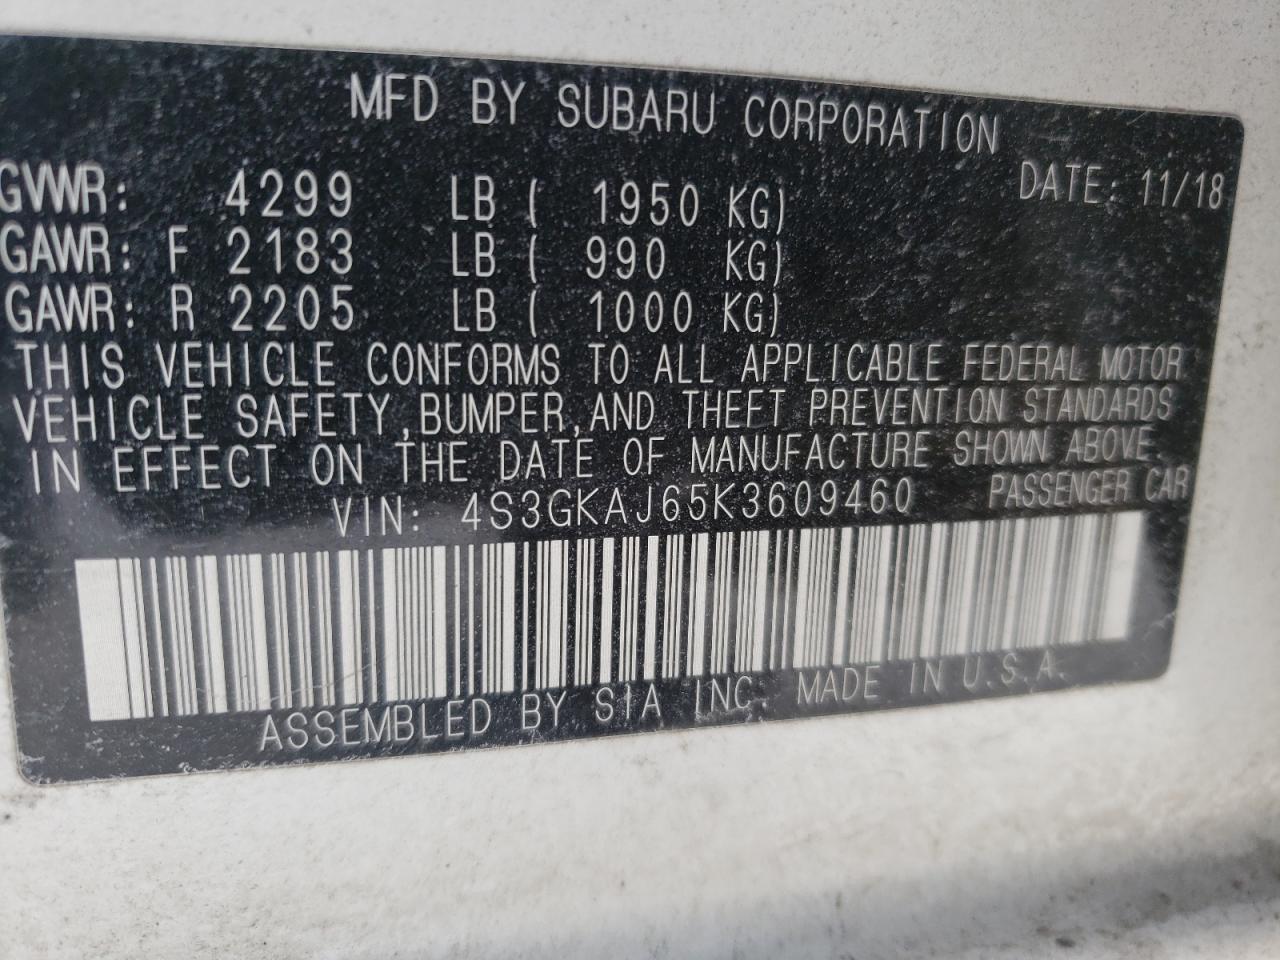 MFD BY SUBARU CORPORATION
DATE: 11/18
GVWR: 4299 LB ( 1950 KG)
GAWR: F 2183 LB ( 990 KG)
GAWR: R 2205 LB ( 1000 KG)
THIS VEHICLE CONFORMS TO ALL APPLICABLE FEDERAL MOTOR
VEHICLE SAFETY,BUMPER,AND THEFT PREVENTION STANDARDS
IN EFFECT ON THE DATE OF MANUFACTURE SHOWN ABOVE.
VIN: 4S3GKAJ65K3609460 PASSENGER CAR
ASSEMBLED BY SIA INC. MADE IN U.S.A.